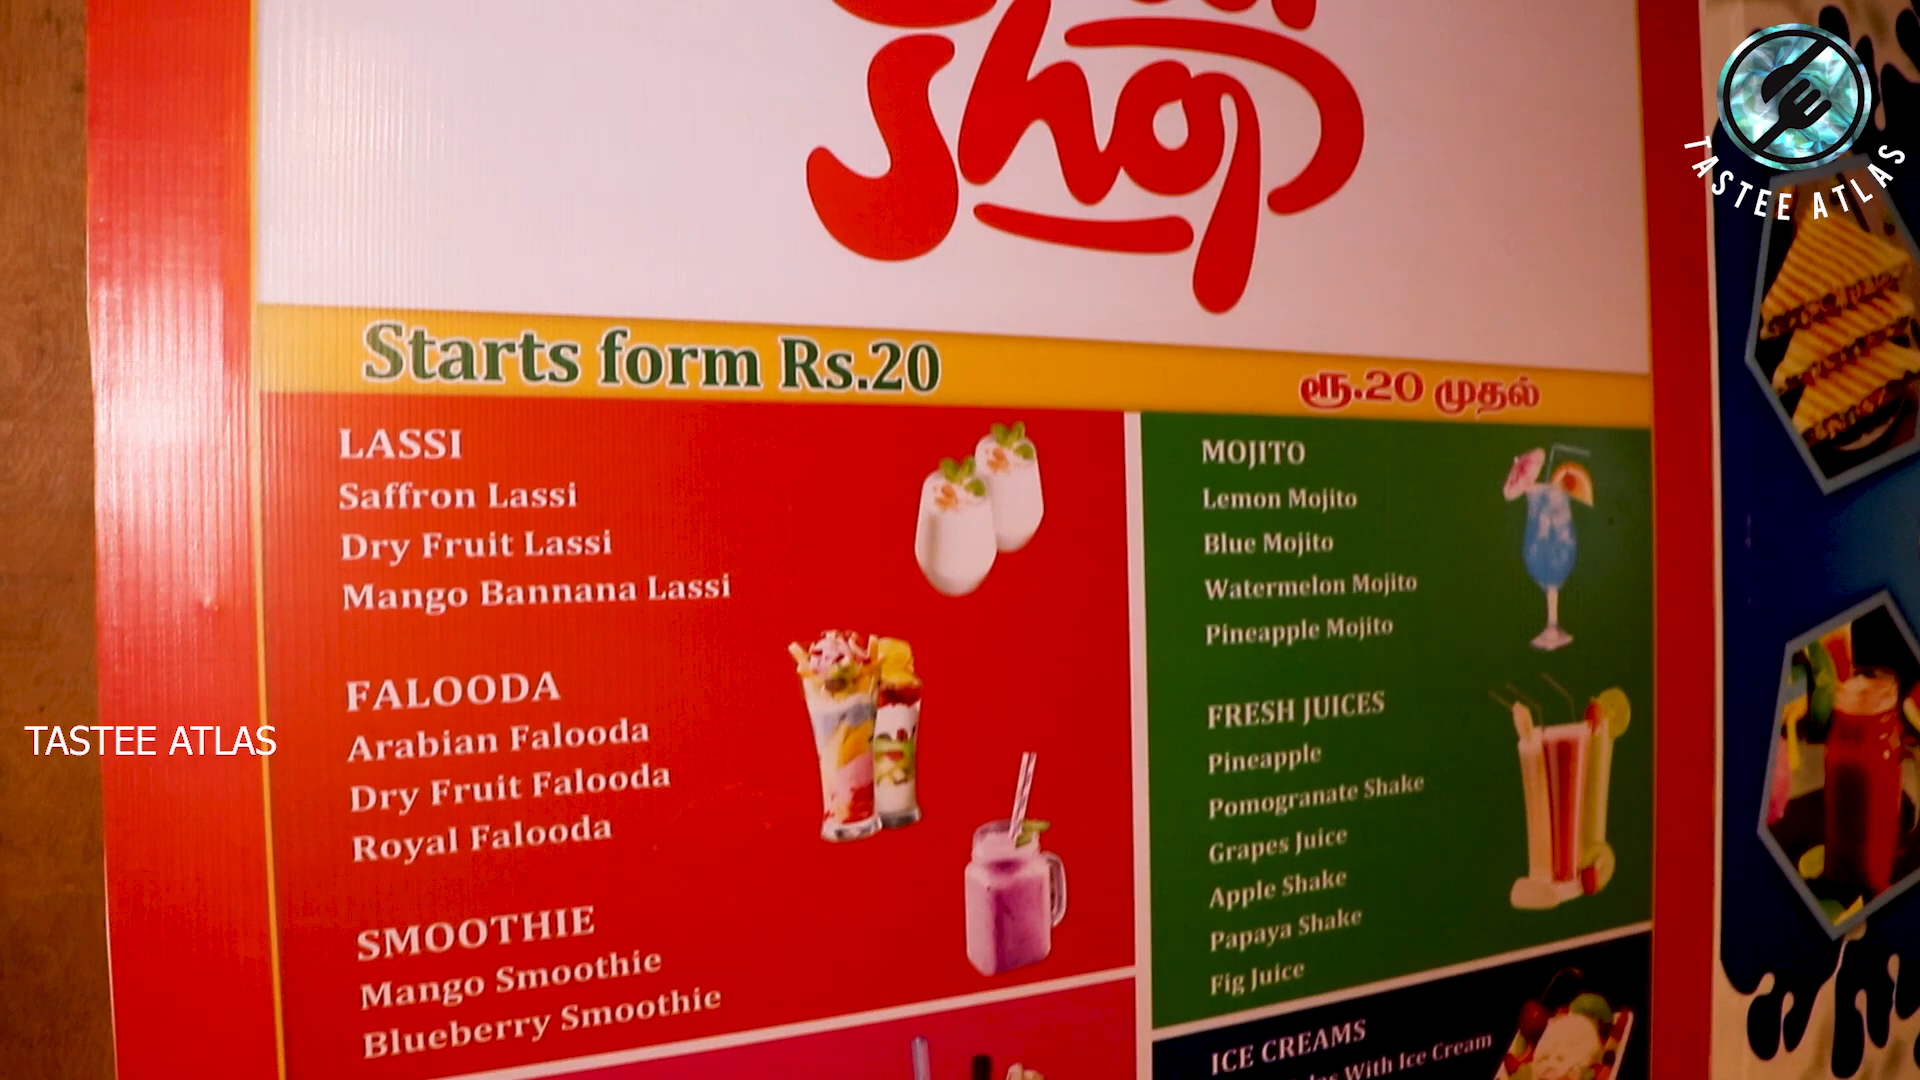 Shop
TASTEE ATLAS
Starts form Rs.20
ரூ.20 முதல்
LASSI
Saffron Lassi
Dry Fruit Lassi
Mango Bannana Lassi
FALOODA
Arabian Falooda
Dry Fruit Falooda
Royal Falooda
SMOOTHIE
Mango Smoothie
Blueberry Smoothie
MOJITO
Lemon Mojito
Blue Mojito
Watermelon Mojito
Pineapple Mojito
FRESH JUICES
Pineapple
Pomogranate Shake
Grapes Juice
Apple Shake
Papaya Shake
Fig Juice
ICE CREAMS
With Ice Cream
TASTEE ATLAS